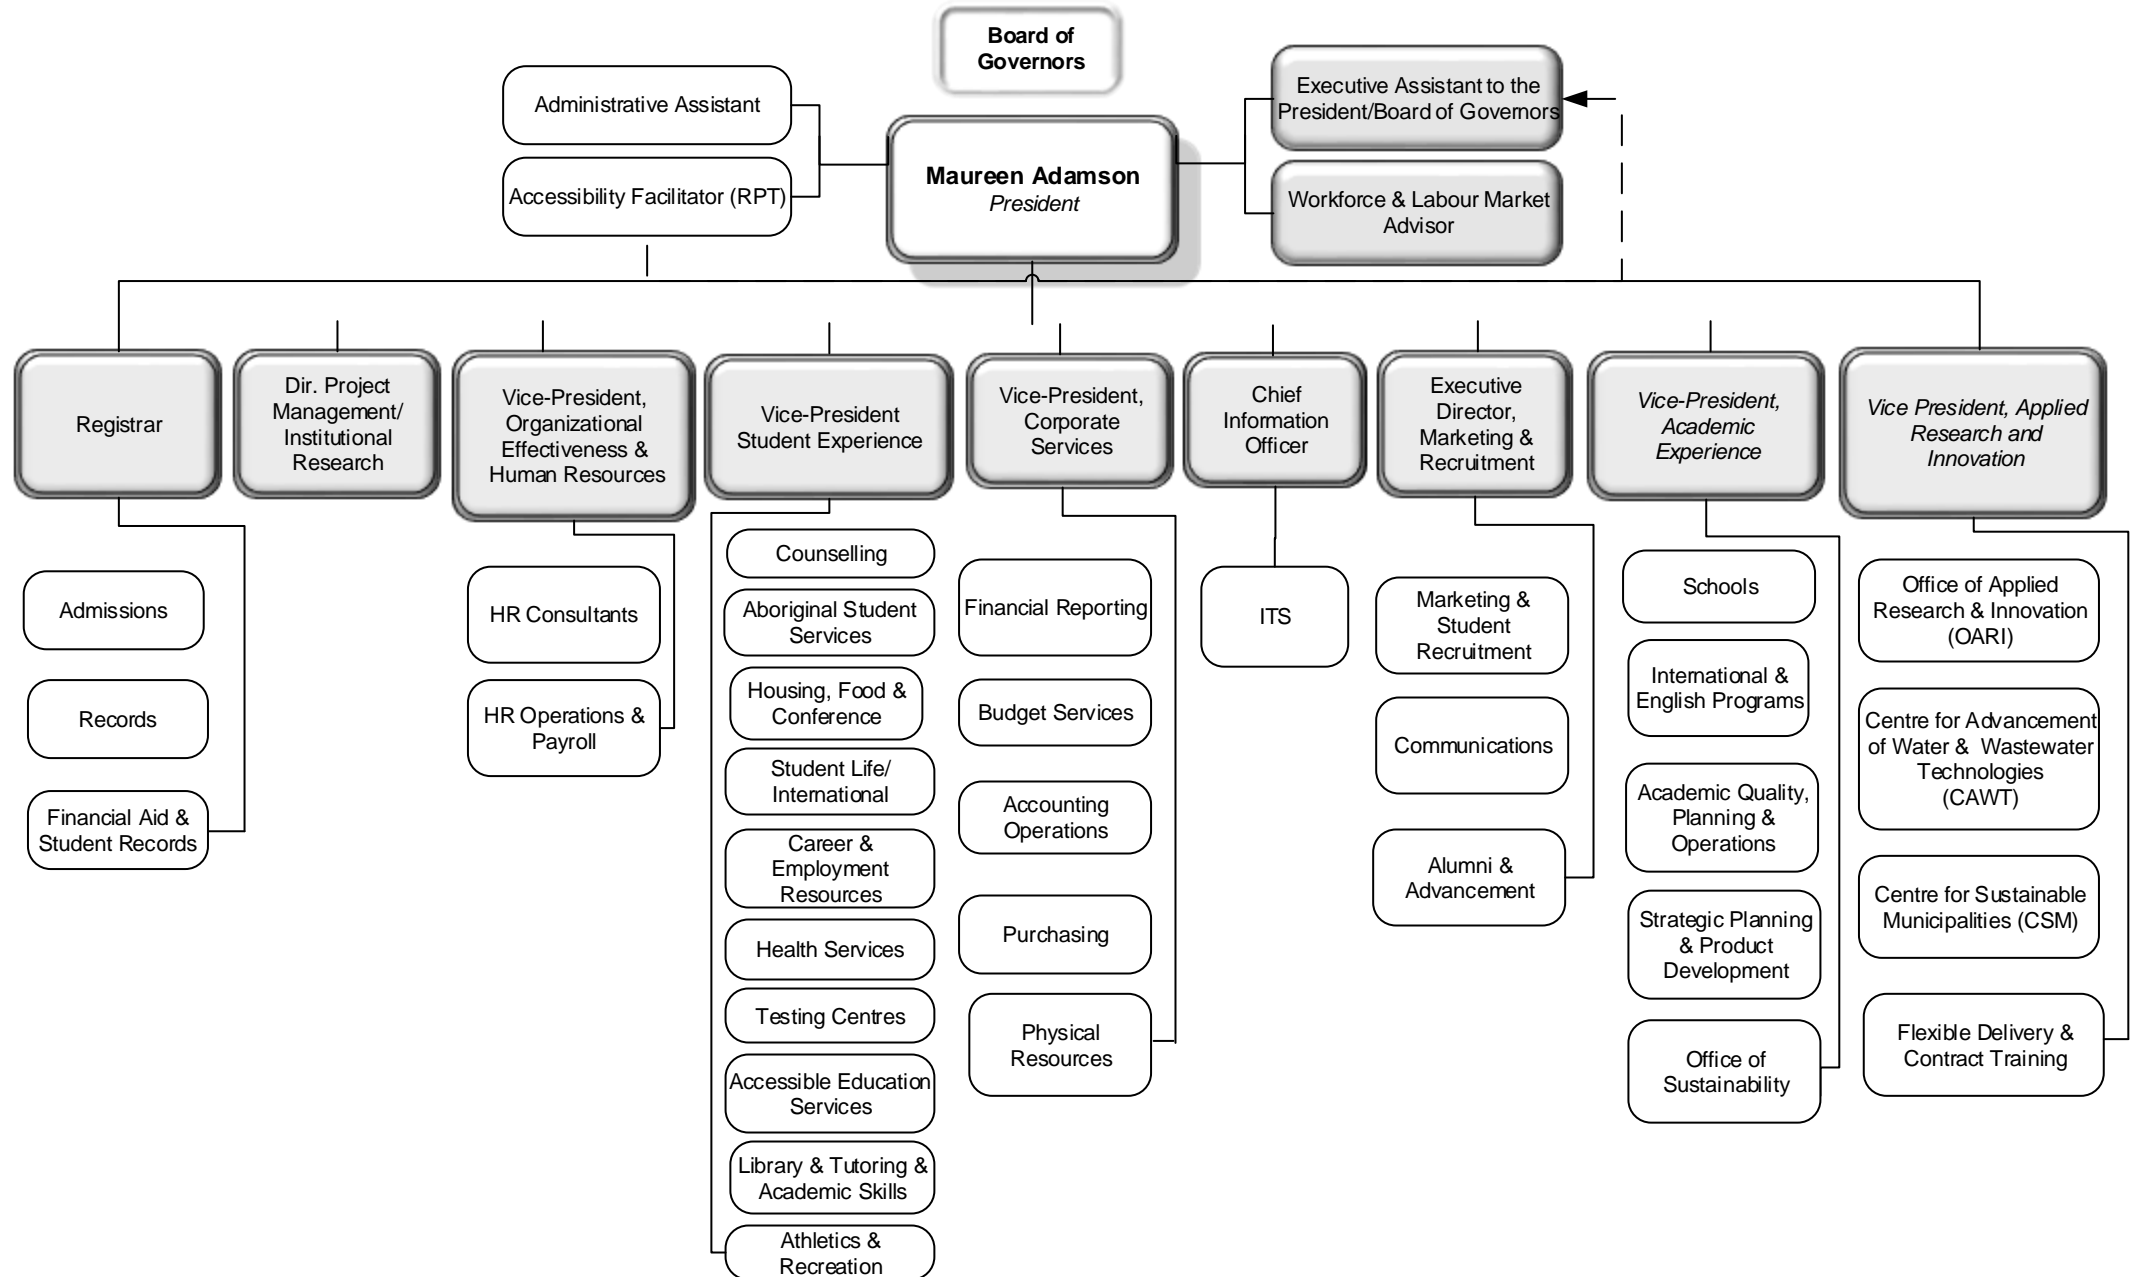 Board of
Governors
Administrative Assistant
Accessibility Facilitator (RPT)
Maureen Adamson
President
Executive Assistant to the
President/Board of Governors
Workforce & Labour Market
Advisor
Registrar
Dir. Project
Management/
Institutional
Research
Vice-President,
Organizational
Effectiveness &
Human Resources
Vice-President
Student Experience
Vice-President,
Corporate
Services
Chief
Information
Officer
Executive
Director,
Marketing &
Recruitment
Vice-President,
Academic
Experience
Vice President, Applied
Research and
Innovation
Admissions
Records
Financial Aid &
Student Records
HR Consultants
HR Operations &
Payroll
Counselling
Aboriginal Student
Services
Housing, Food &
Conference
Student Life/
International
Career &
Employment
Resources
Health Services
Testing Centres
Accessible Education
Services
Library & Tutoring &
Academic Skills
Athletics &
Recreation
Financial Reporting
Budget Services
Accounting
Operations
Purchasing
Physical
Resources
ITS
Marketing &
Student
Recruitment
Communications
Alumni &
Advancement
Schools
International &
English Programs
Academic Quality,
Planning &
Operations
Strategic Planning
& Product
Development
Office of
Sustainability
Office of Applied
Research & Innovation
(OARI)
Centre for Advancement
of Water & Wastewater
Technologies
(CAWT)
Centre for Sustainable
Municipalities (CSM)
Flexible Delivery &
Contract Training